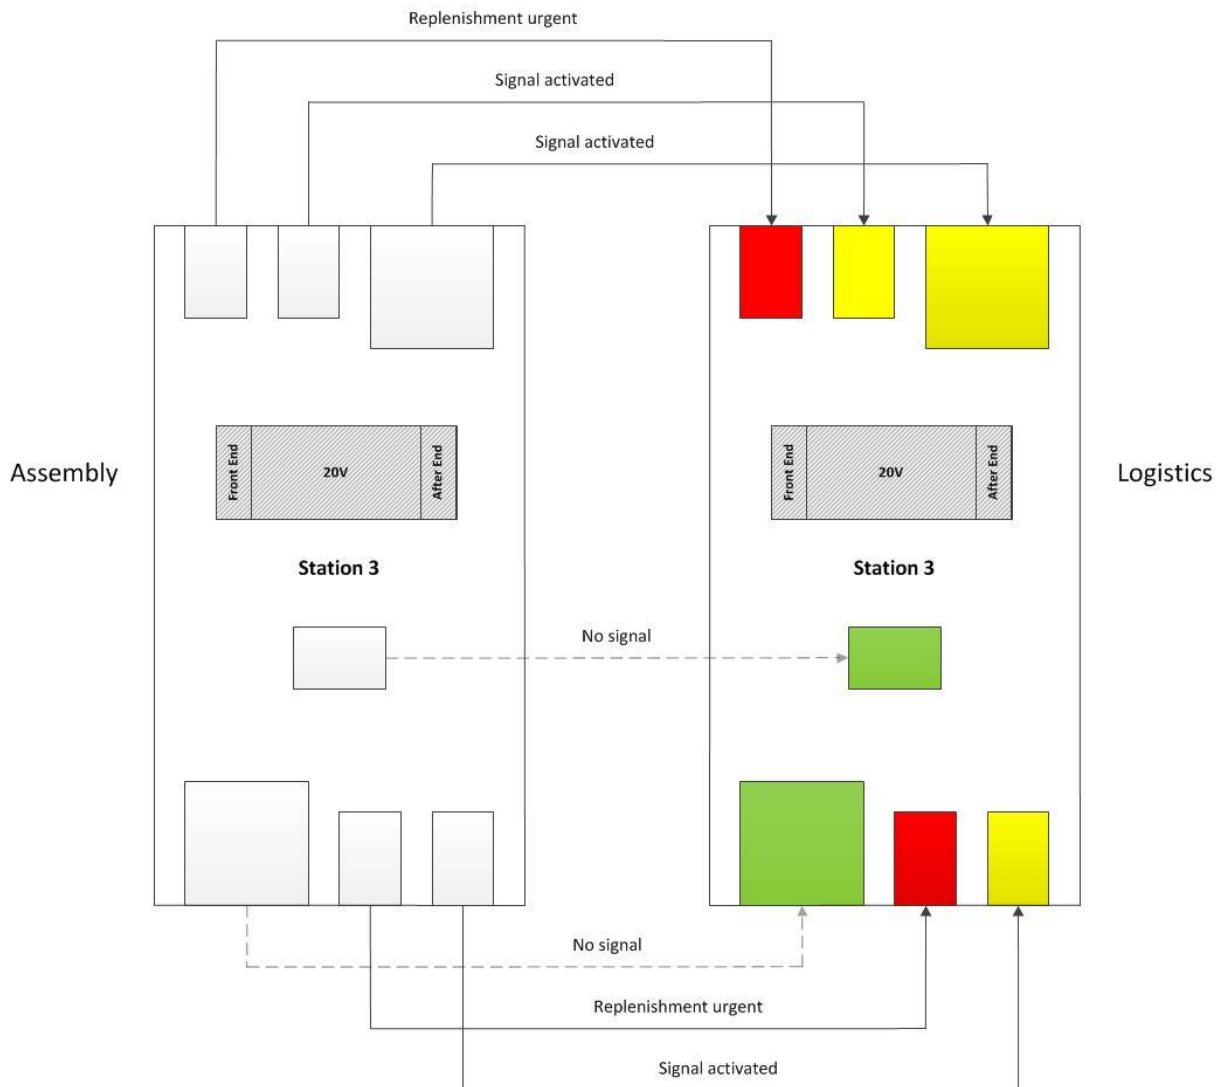 Replenishment urgent
Signal activated
Signal activated
Assembly
Front End
20V
After End
Front End
20V
After End
Logistics
Station 3
Station 3
No signal
No signal
Replenishment urgent
Signal activated